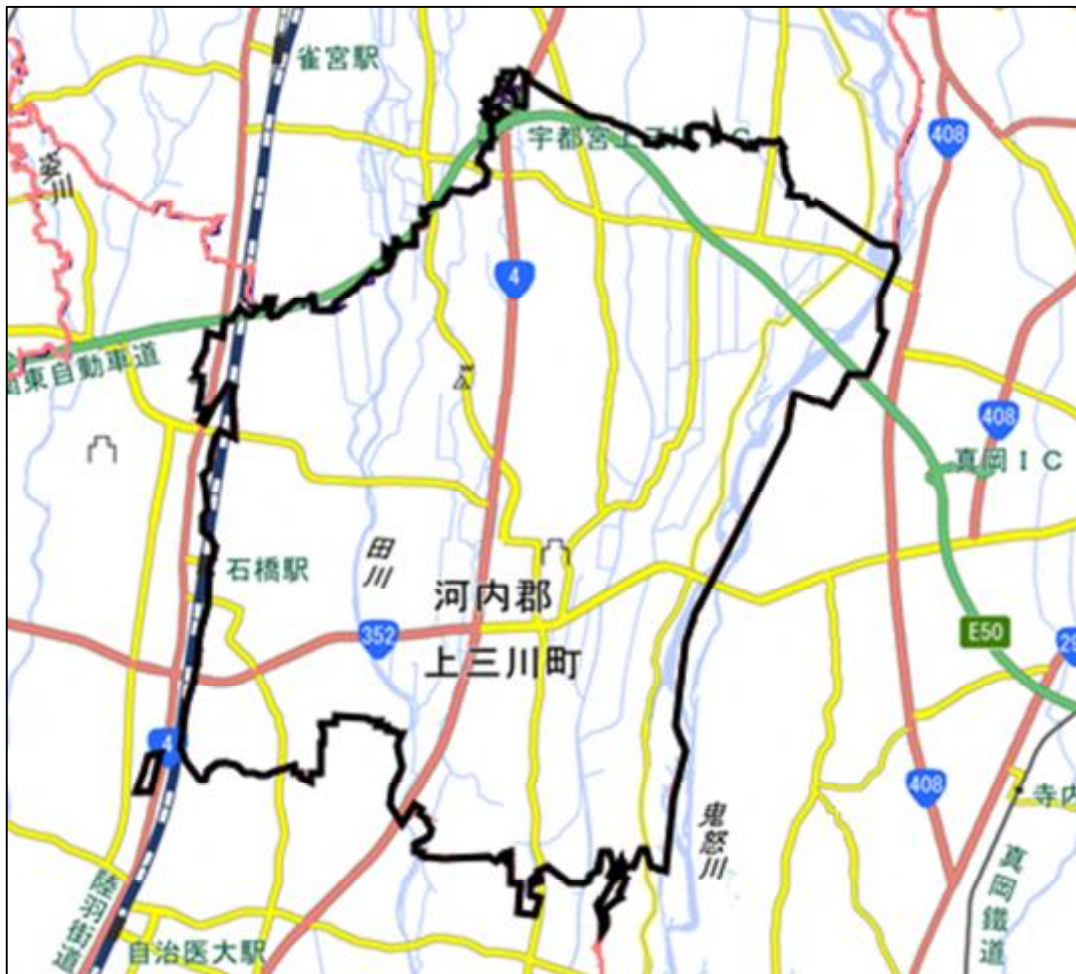 雀宮駅
408
宇都宮上三川IC
姿川
4
関東自動車道
408
真岡IC
田川
石橋駅
河内郡
352
上三川町
E50
4
408
鬼怒川
寺内
真岡鐵道
陸羽街道
自治医大駅